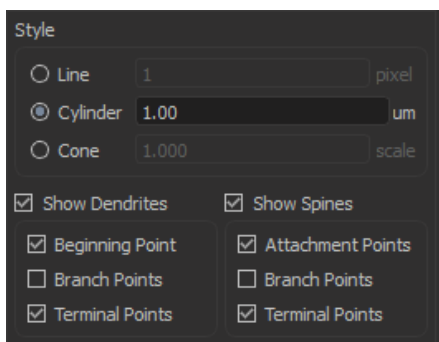 Style
Line 1 pixel
Cylinder 1.00 um
Cone 1.000 scale
Show Dendrites Show Spines
Beginning Point Attachment Points
Branch Points Branch Points
Terminal Points Terminal Points